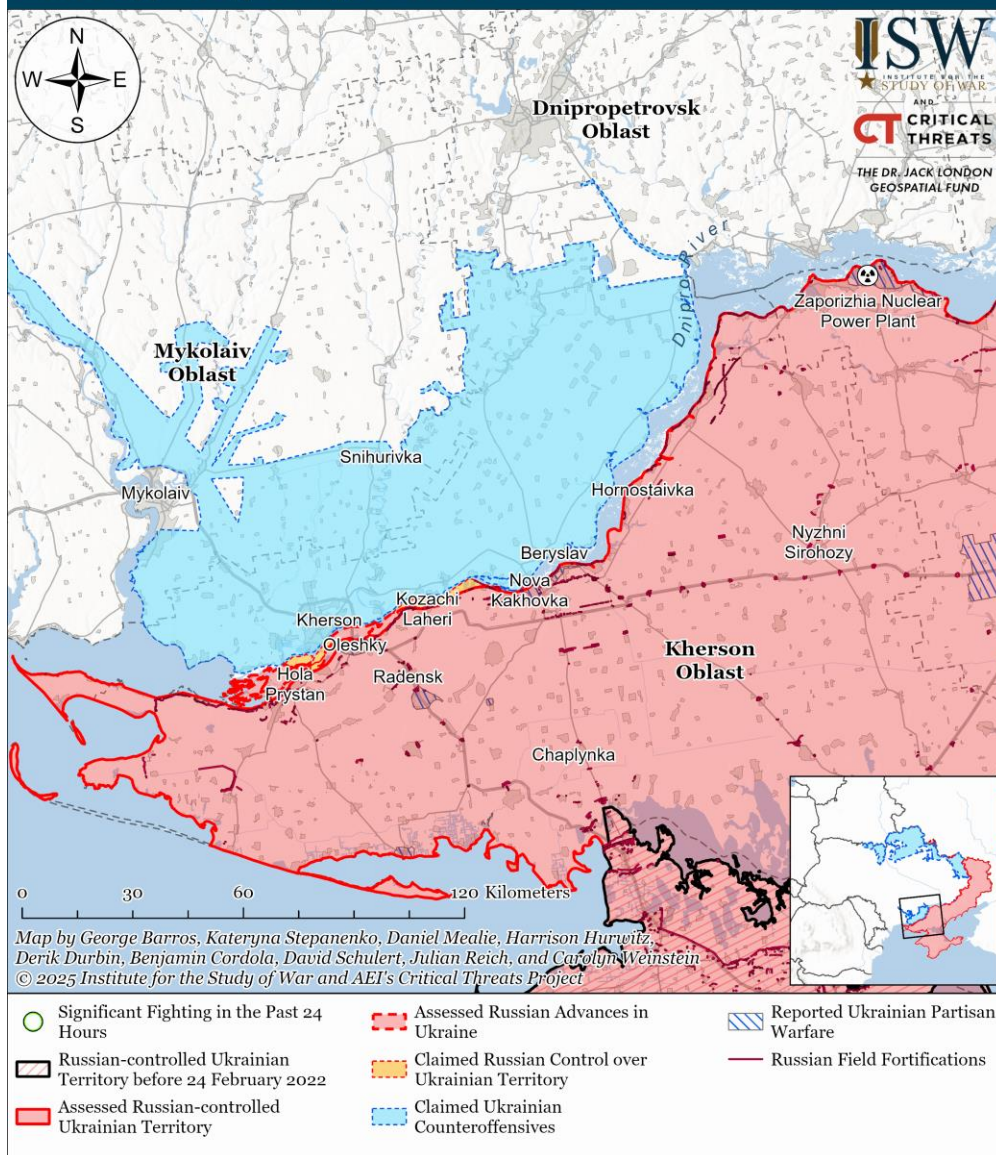 N
W E
S
ISW
INSTITUTE FOR THE
STUDY OF WAR
AND
CT CRITICAL
THREATS
THE DR. JACK LONDON
GEOSPATIAL FUND
Dnipropetrovsk
Oblast
Dnipro River
Zaporizhia Nuclear
Power Plant
Mykolaiv
Oblast
Snihurivka
Mykolaiv
Hornostaivka
Nyzhni
Sirohozy
Beryslav
Nova
Kakhovka
Kozachi
Laheri
Kherson
Oleshky
Kherson
Oblast
Hola
Prystan
Radensk
Chaplynka
0 30 60 120 Kilometers
Map by George Barros, Kateryna Stepanenko, Daniel Mealie, Harrison Hurwitz,
Derik Durbin, Benjamin Cordola, David Schulert, Julian Reich, and Carolyn Weinstein
© 2025 Institute for the Study of War and AEI's Critical Threats Project
Significant Fighting in the Past 24
Hours
Russian-controlled Ukrainian
Territory before 24 February 2022
Assessed Russian-controlled
Ukrainian Territory
Assessed Russian Advances in
Ukraine
Claimed Russian Control over
Ukrainian Territory
Claimed Ukrainian
Counteroffensives
Reported Ukrainian Partisan
Warfare
Russian Field Fortifications